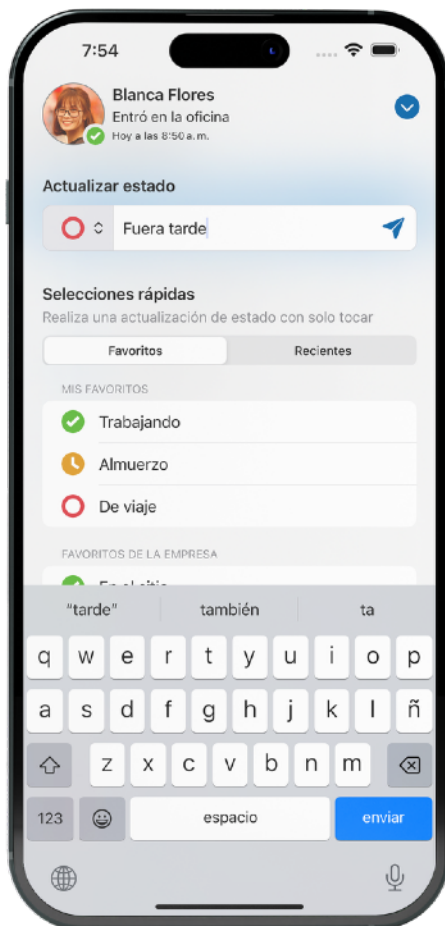 7:54
Blanca Flores
Entró en la oficina
Hoy a las 8:50 a. m.
Actualizar estado
Fuera tarde
Selecciones rápidas
Realiza una actualización de estado con solo tocar
Favoritos Recientes
MIS FAVORITOS
Trabajando
Almuerzo
De viaje
FAVORITOS DE LA EMPRESA
"tarde" también ta
q w e r t y u i o p
a s d f g h j k l ñ
z x c v b n m
123 espacio enviar